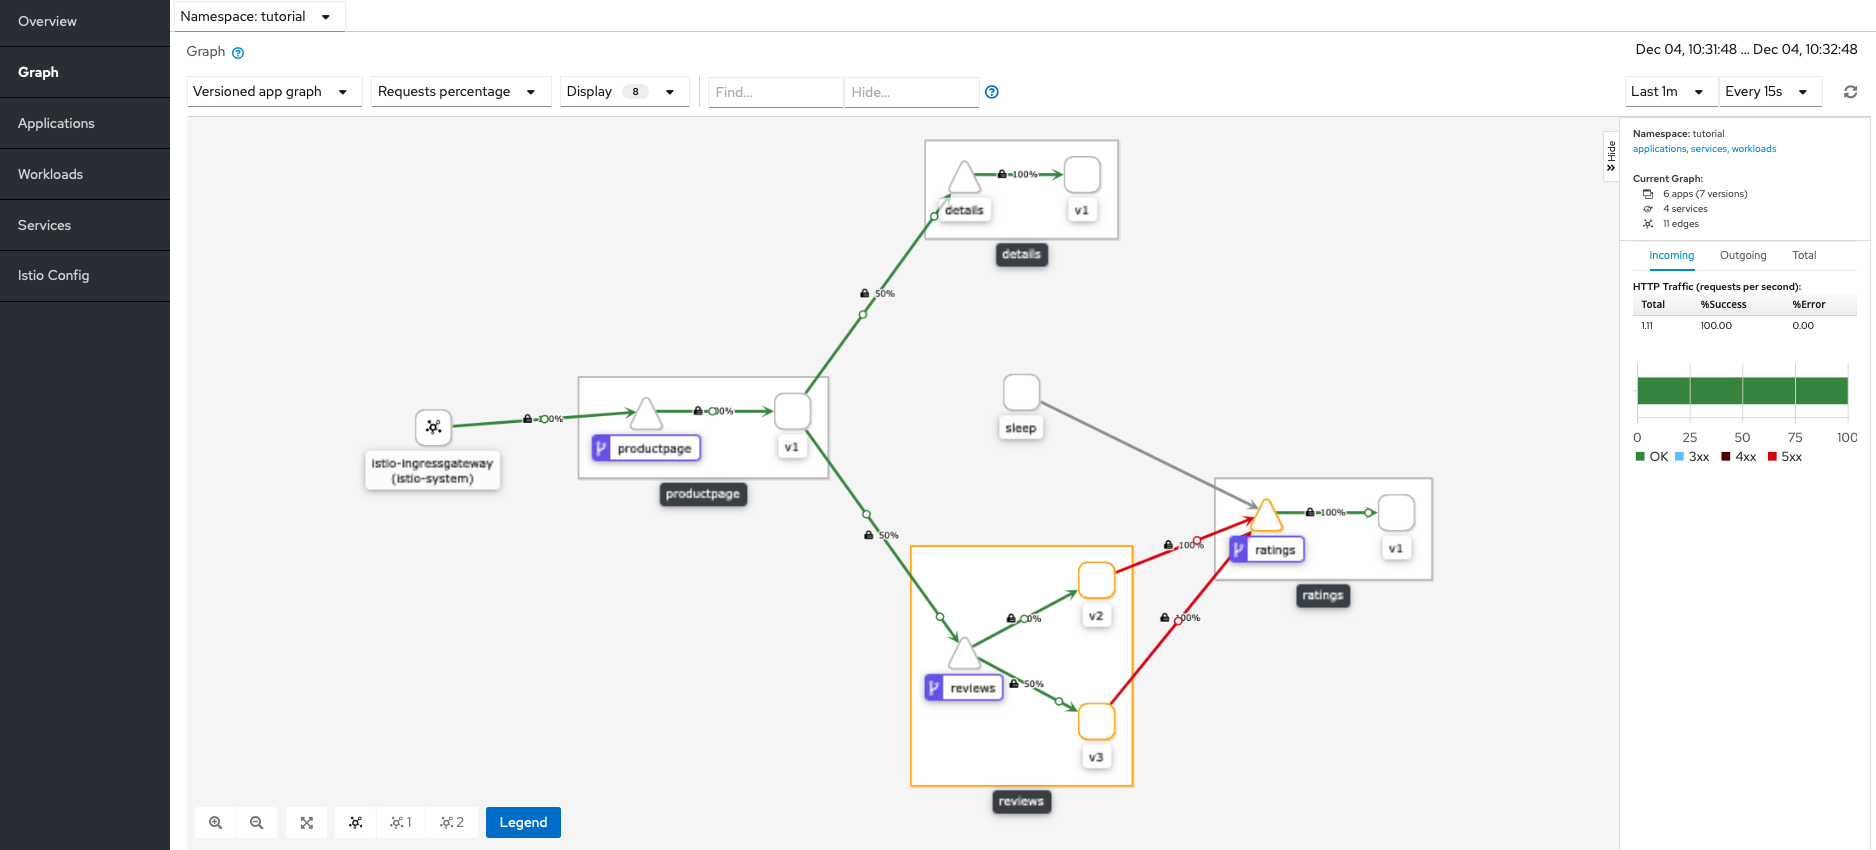 Overview
Graph
Applications
Workloads
Services
Istio Config
Namespace: tutorial
Graph
Dec 04, 10:31:48 ... Dec 04, 10:32:48
Versioned app graph
Requests percentage
Display 8
Find...
Hide...
Last 1m
Every 15s
Hide
100%
details
v1
details
50%
istio-ingressgateway
(istio-system)
productpage
v1
productpage
sleep
50%
100%
ratings
v1
ratings
100%
100%
v2
reviews
50%
v3
reviews
1
2
Legend
Namespace: tutorial
applications, services, workloads
Current Graph:
6 apps (7 versions)
4 services
11 edges
Incoming
Outgoing
Total
HTTP Traffic (requests per second):
Total %Success %Error
1.11 100.00 0.00
0 25 50 75 100
OK 3xx 4xx 5xx